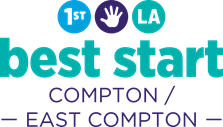 1ST LA
best start
COMPTON /
— EAST COMPTON —